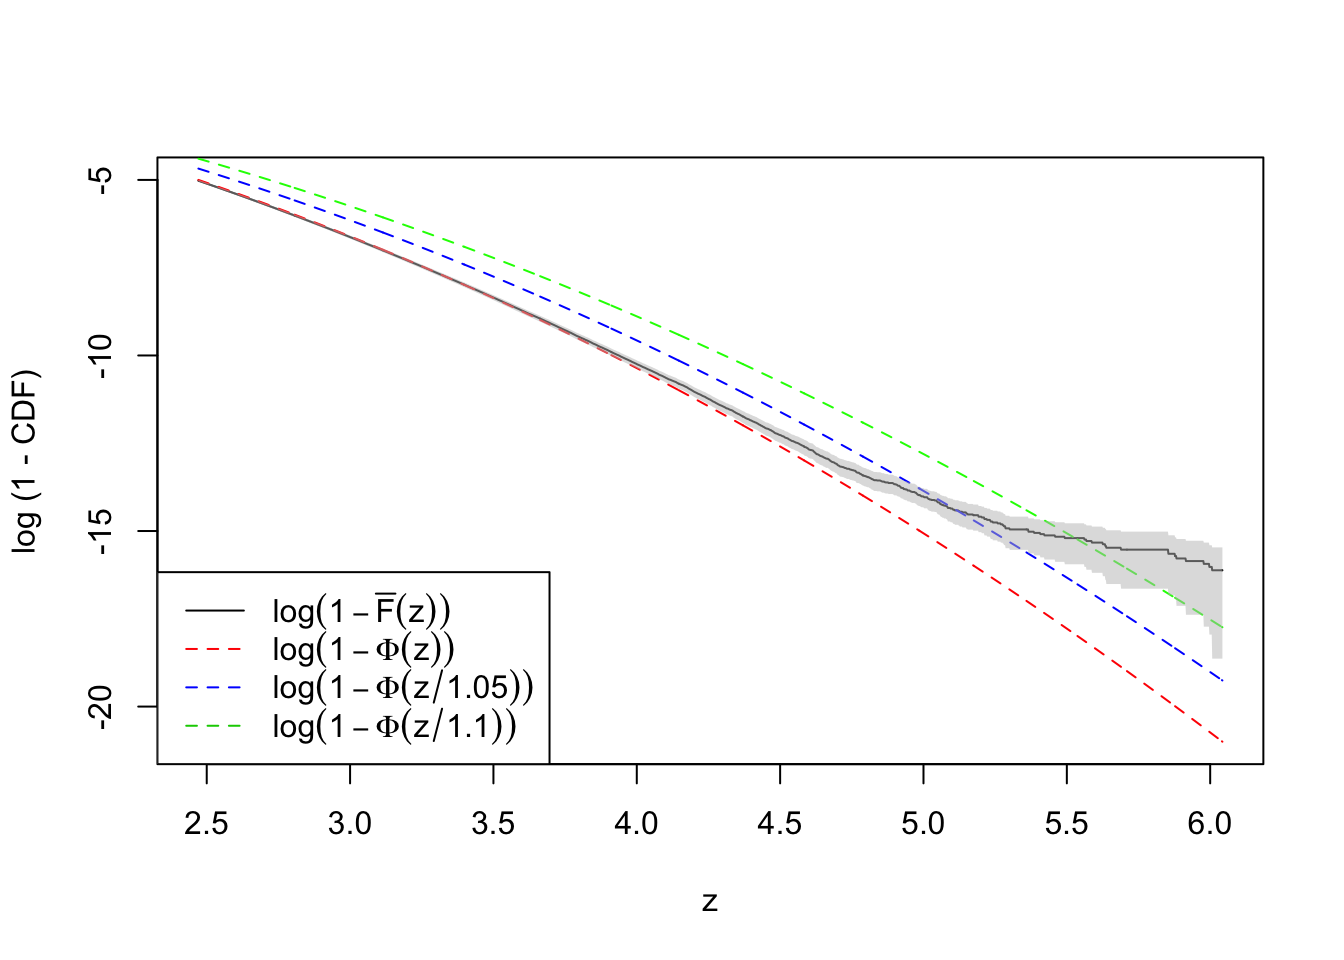 -5
-10
-15
-20
log (1 - CDF)
log(1 − F̅(z))
log(1 − Φ(z))
log(1 − Φ(z/1.05))
log(1 − Φ(z/1.1))
2.5 3.0 3.5 4.0 4.5 5.0 5.5 6.0
z